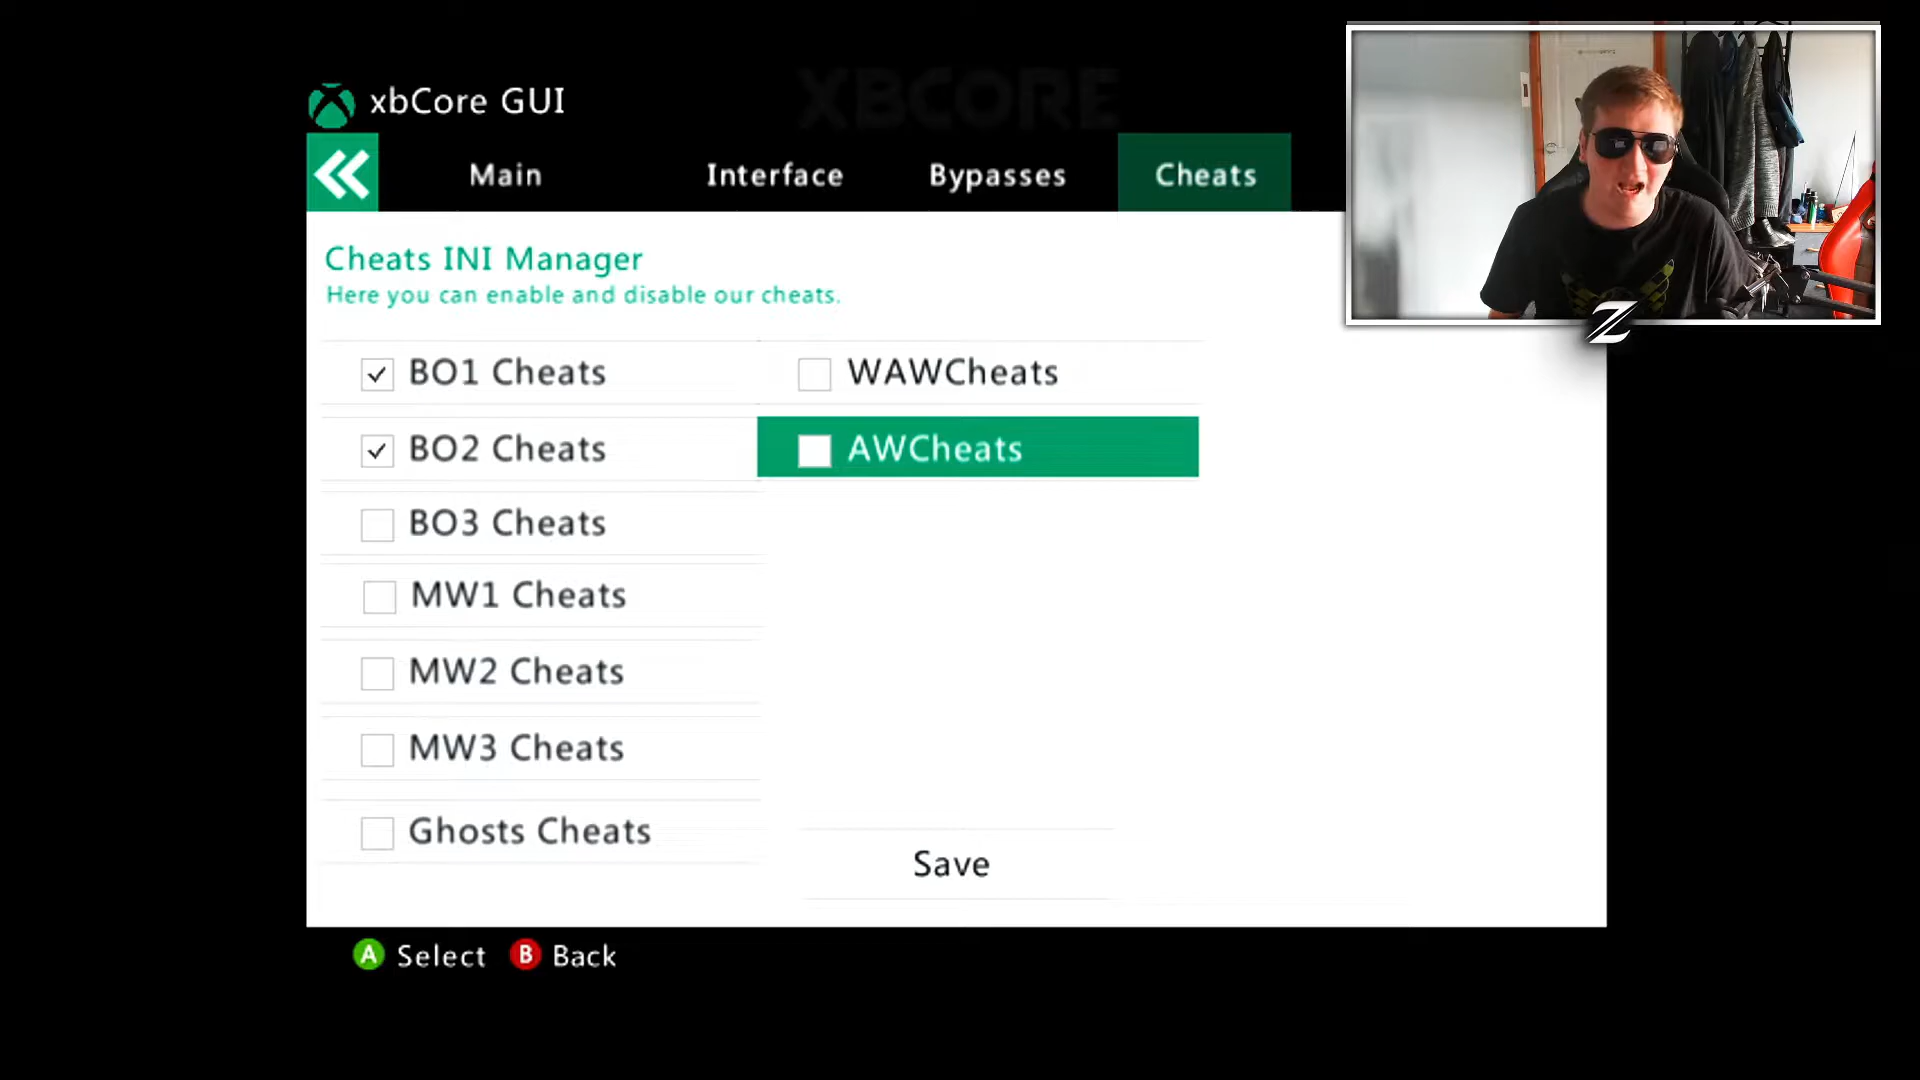 XBCORE
xbCore GUI
Main Interface Bypasses Cheats
Cheats INI Manager
Here you can enable and disable our cheats.
BO1 Cheats
BO2 Cheats
BO3 Cheats
MW1 Cheats
MW2 Cheats
MW3 Cheats
Ghosts Cheats
WAWCheats
AWCheats
Save
A Select B Back